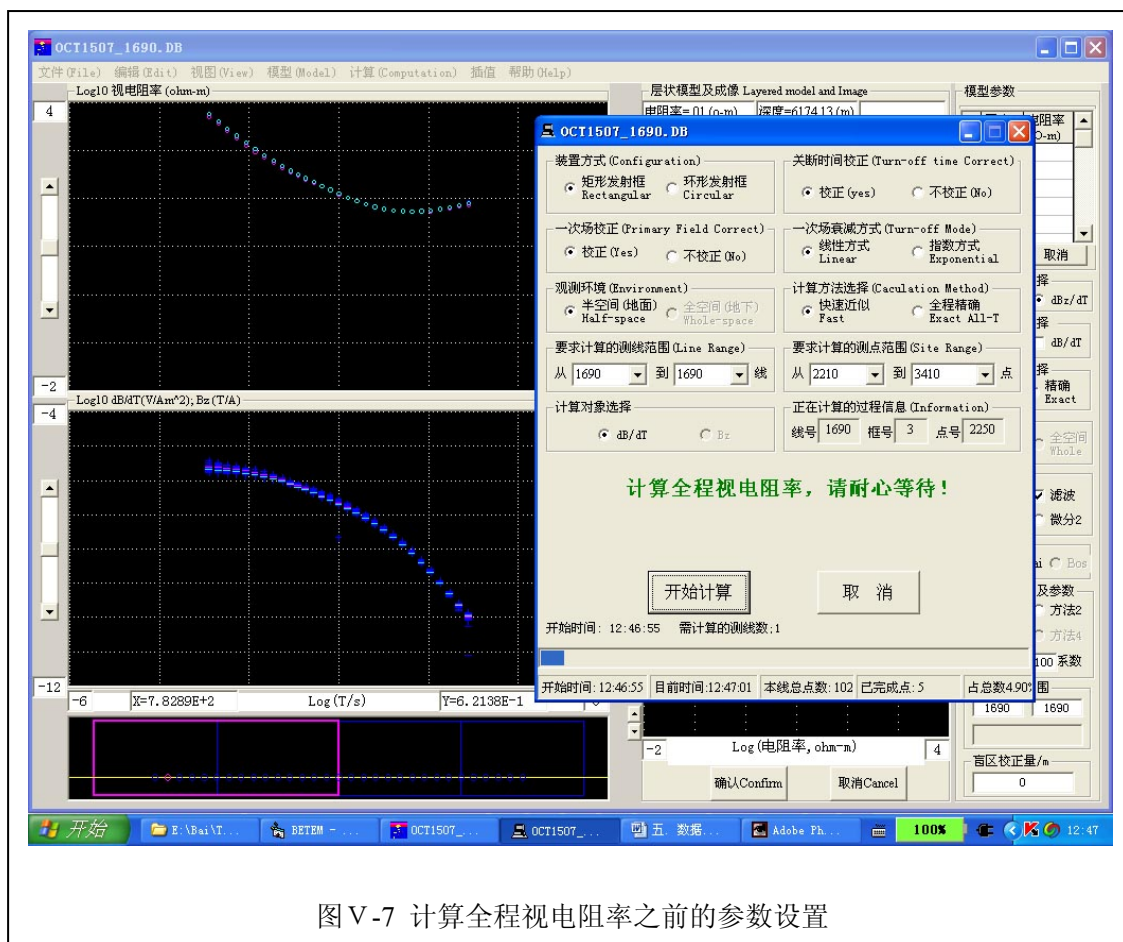 OCT1507_1690.DB
文件(File) 编辑(Edit) 视图(View) 模型(Model) 计算(Computation) 插值 帮助(Help)
Log10 视电阻率 (ohm-m)
4
-2
Log10 dB/dT(V/Am^2); Bz(T/A)
-4
-12
-6 X=7.8289E+2 Log(T/s) Y=6.2138E-1
层状模型及成像 Layered model and Image
电阻率=.01(o-m) 深度=6174.13(m)
模型参数
电阻率
取消
OCT1507_1690.DB
装置方式(Configuration)
矩形发射框 环形发射框
Rectangular Circular
关断时间校正(Turn-off time Correct)
校正(yes) 不校正(No)
一次场校正(Primary Field Correct)
校正(Yes) 不校正(No)
一次场衰减方式(Turn-off Mode)
线性方式 指数方式
Linear Exponential
观测环境(Environment)
半空间(地面) 全空间(地下)
Half-space Whole-space
计算方法选择(Caculation Method)
快速近似 全程精确
Fast Exact All-T
要求计算的测线范围(Line Range)
从 1690 到 1690 线
要求计算的测点范围(Site Range)
从 2210 到 3410 点
计算对象选择
dB/dT Bz
正在计算的过程信息(Information)
线号 1690 框号 3 点号 2250
计算全程视电阻率，请耐心等待！
开始计算 取 消
开始时间: 12:46:55 需计算的测线数;1
开始时间:12:46:55 目前时间:12:47:01 本线总点数:102 已完成点:5 占总数4.90%
择
dBz/dT
择
dB/dT
择
精确
Exact
全空间
Whole
滤波
微分2
Bos
及参数
方法2
方法4
100 系数
围
1690 1690
-2 Log(电阻率,ohm-m) 4
确认Confirm 取消Cancel
盲区校正量/m
0
开始 E:\Bai\T... BETEM - ... OCT1507_... OCT1507_... 五. 数据... Adobe Ph... 100% 12:47
图Ⅴ-7 计算全程视电阻率之前的参数设置